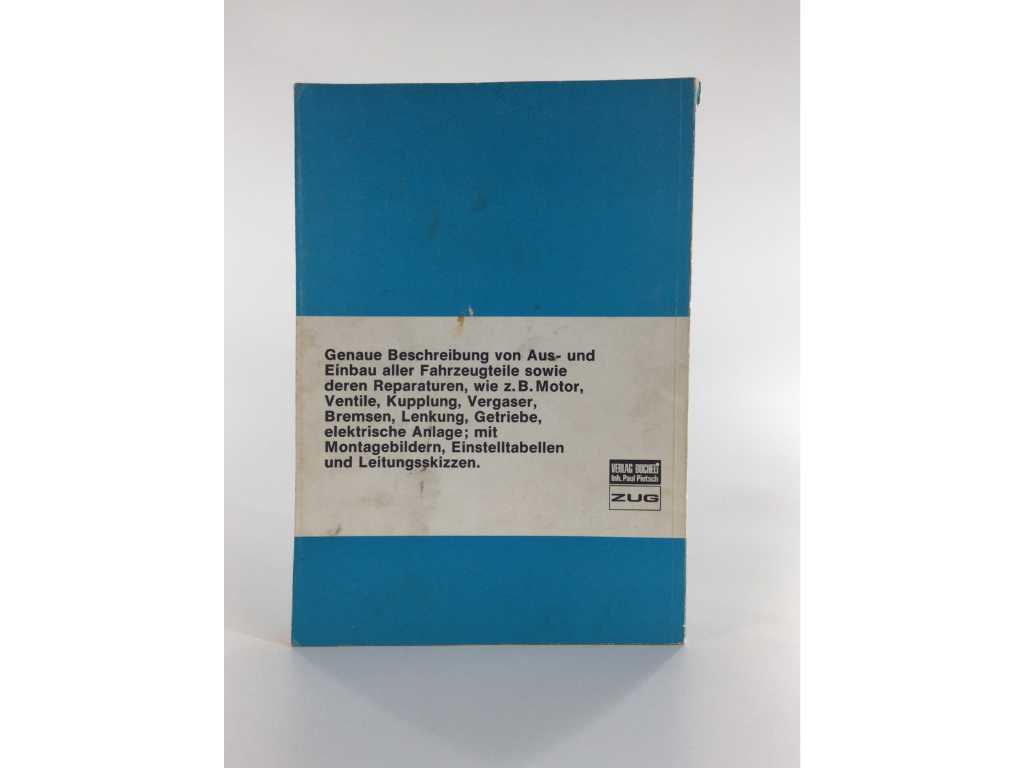 Genaue Beschreibung von Aus- und
Einbau aller Fahrzeugteile sowie
deren Reparaturen, wie z.B. Motor,
Ventile, Kupplung, Vergaser,
Bremsen, Lenkung, Getriebe,
elektrische Anlage; mit
Montagebildern, Einstelltabellen
und Leitungsskizzen.
VERLAG BUCHELI
Inh. Paul Pietsch
ZUG